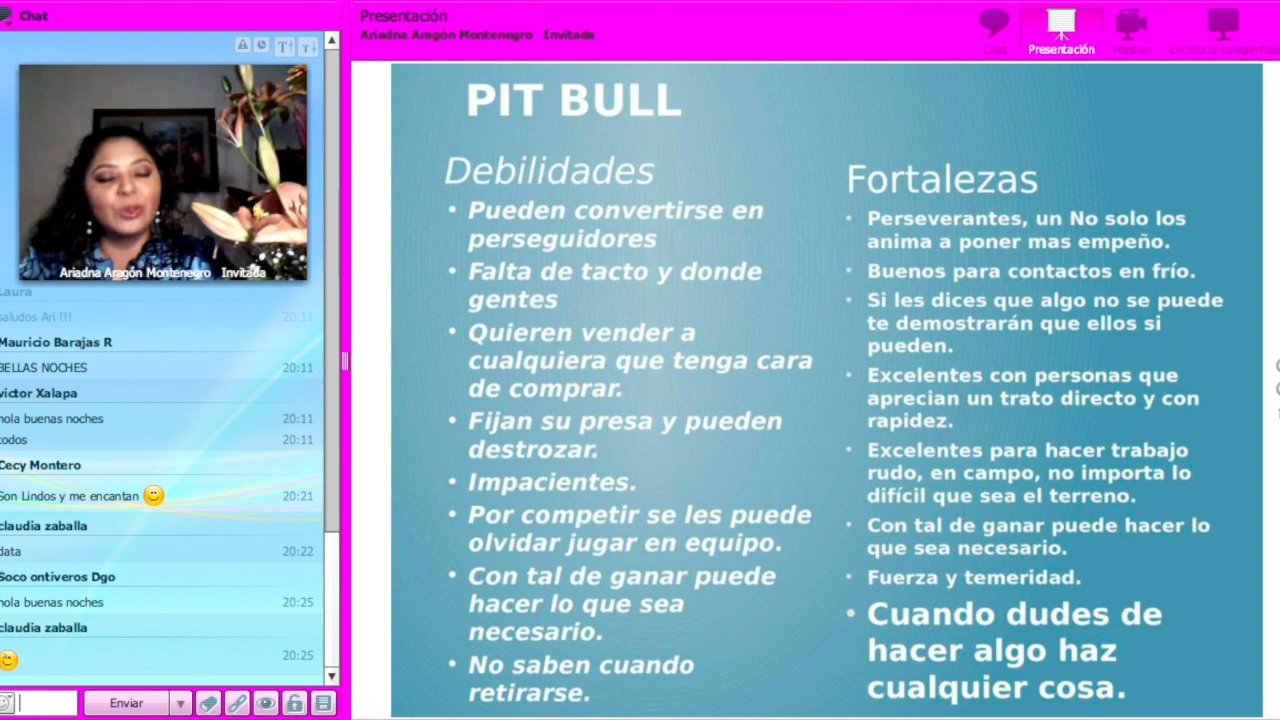 Chat
Ariadna Aragón Montenegro Invitada
Laura
saludos Ari !!! 20:11
Mauricio Barajas R
BELLAS NOCHES 20:11
victor Xalapa
hola buenas noches 20:11
todos 20:11
Cecy Montero
Son Lindos y me encantan 20:21
claudia zaballa
data 20:22
Soco ontiveros Dgo
hola buenas noches 20:25
claudia zaballa
20:25
Enviar
Presentación
Ariadna Aragón Montenegro Invitada
Chat
Presentación
Mostrar
Escritorio compartido
PIT BULL
Debilidades
• Pueden convertirse en
perseguidores
• Falta de tacto y donde
gentes
• Quieren vender a
cualquiera que tenga cara
de comprar.
• Fijan su presa y pueden
destrozar.
• Impacientes.
• Por competir se les puede
olvidar jugar en equipo.
• Con tal de ganar puede
hacer lo que sea
necesario.
• No saben cuando
retirarse.
Fortalezas
• Perseverantes, un No solo los
anima a poner mas empeño.
• Buenos para contactos en frío.
• Si les dices que algo no se puede
te demostrarán que ellos si
pueden.
• Excelentes con personas que
aprecian un trato directo y con
rapidez.
• Excelentes para hacer trabajo
rudo, en campo, no importa lo
difícil que sea el terreno.
• Con tal de ganar puede hacer lo
que sea necesario.
• Fuerza y temeridad.
• Cuando dudes de
hacer algo haz
cualquier cosa.